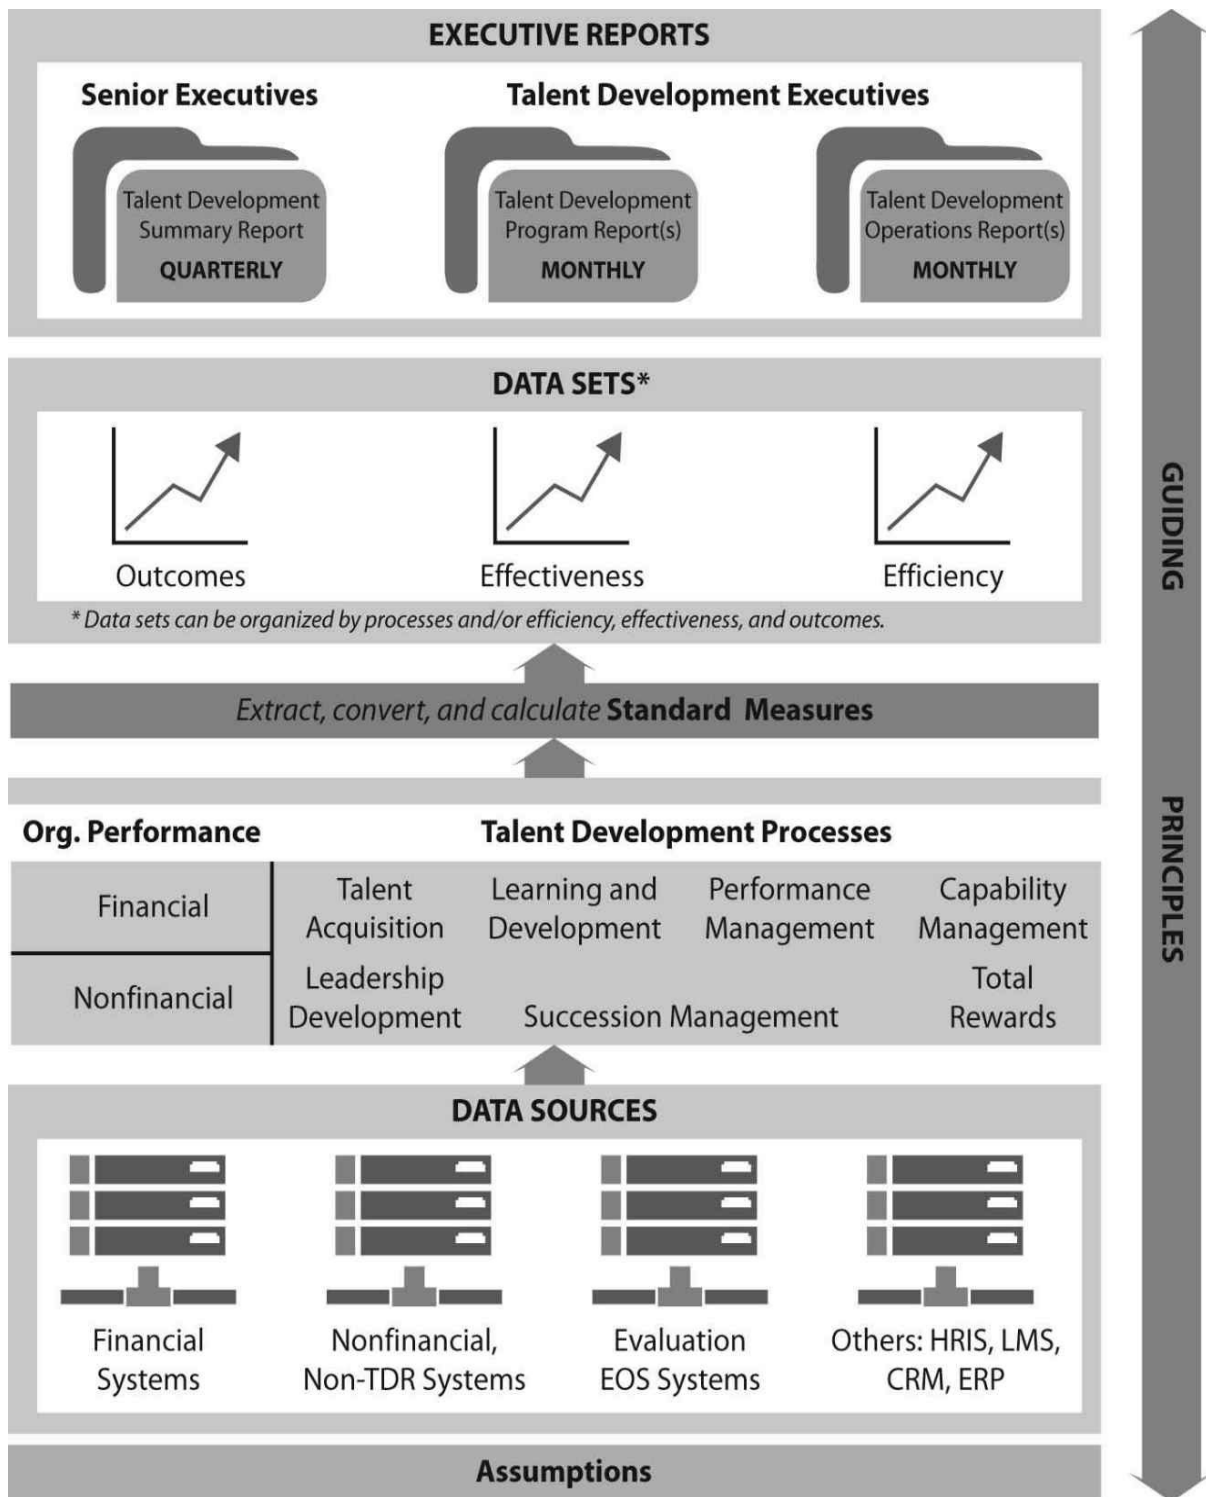 EXECUTIVE REPORTS
Senior Executives
Talent Development Executives
Talent Development
Summary Report
QUARTERLY
Talent Development
Program Report(s)
MONTHLY
Talent Development
Operations Report(s)
MONTHLY
DATA SETS*
Outcomes
Effectiveness
Efficiency
* Data sets can be organized by processes and/or efficiency, effectiveness, and outcomes.
Extract, convert, and calculate Standard Measures
Org. Performance
Talent Development Processes
Financial
Nonfinancial
Talent
Acquisition
Learning and
Development
Performance
Management
Capability
Management
Leadership
Development
Succession Management
Total
Rewards
DATA SOURCES
Financial
Systems
Nonfinancial,
Non-TDR Systems
Evaluation
EOS Systems
Others: HRIS, LMS,
CRM, ERP
Assumptions
GUIDING PRINCIPLES